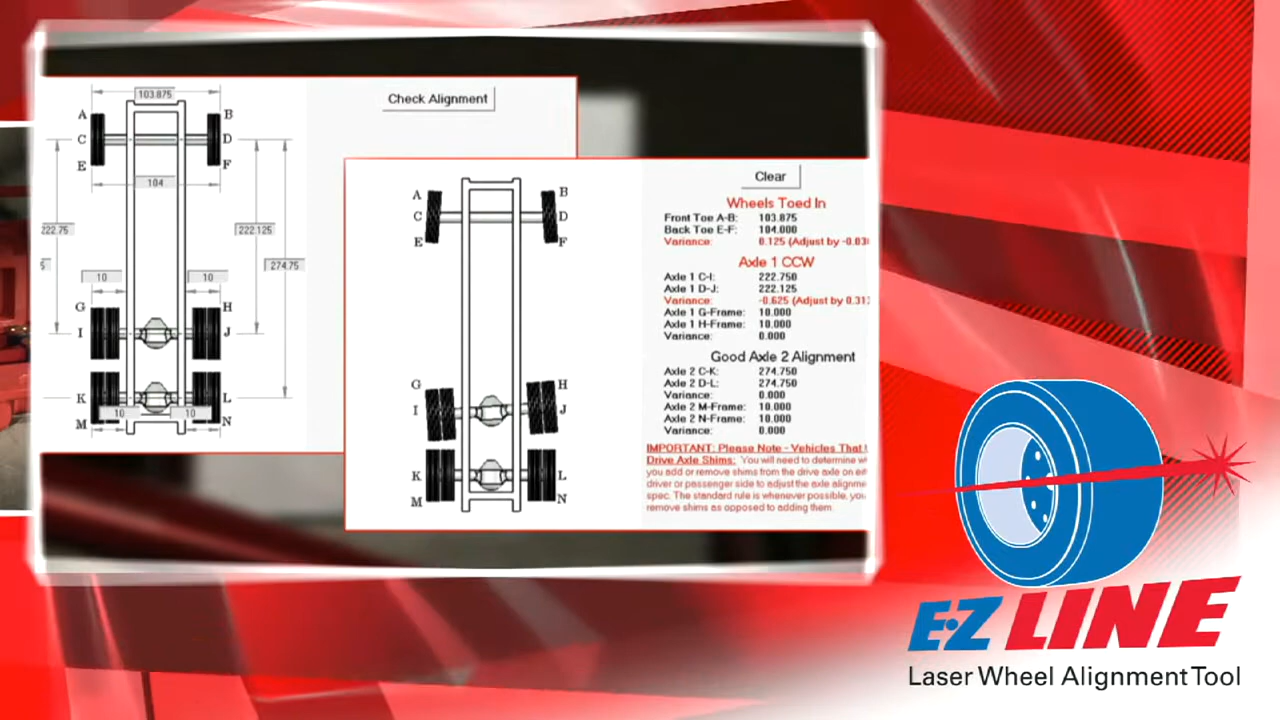 103.875
A
B
C
D
E
F
104
222.75
222.125
274.75
5
10
10
G
H
I
J
K
L
10
10
M
N
Check Alignment
A
B
C
D
E
F
G
H
I
J
K
L
M
N
Clear
Wheels Toed In
Front Toe A-B: 103.875
Back Toe E-F: 104.000
Variance: 0.125 (Adjust by -0.03
Axle 1 CCW
Axle 1 C-I: 222.750
Axle 1 D-J: 222.125
Variance: -0.625 (Adjust by 0.31
Axle 1 G-Frame: 10.000
Axle 1 H-Frame: 10.000
Variance: 0.000
Good Axle 2 Alignment
Axle 2 C-K: 274.750
Axle 2 D-L: 274.750
Variance: 0.000
Axle 2 M-Frame: 10.000
Axle 2 N-Frame: 10.000
Variance: 0.000
IMPORTANT: Please Note - Vehicles That
Drive Axle Shims: You will need to determine
you add or remove shims from the drive axle on
driver or passenger side to adjust the axle alignme
spec. The standard rule is whenever possible, you
remove shims as opposed to adding them.
E-Z LINE
Laser Wheel Alignment Tool